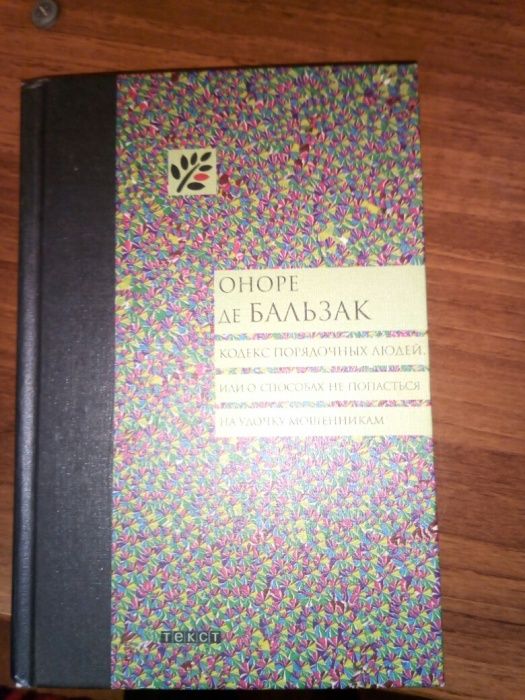 ОНОРЕ
ДЕ БАЛЬЗАК
КОДЕКС ПОРЯДОЧНЫХ ЛЮДЕЙ,
ИЛИ О СПОСОБАХ НЕ ПОПАСТЬСЯ
НА УДОЧКУ МОШЕННИКАМ
текст